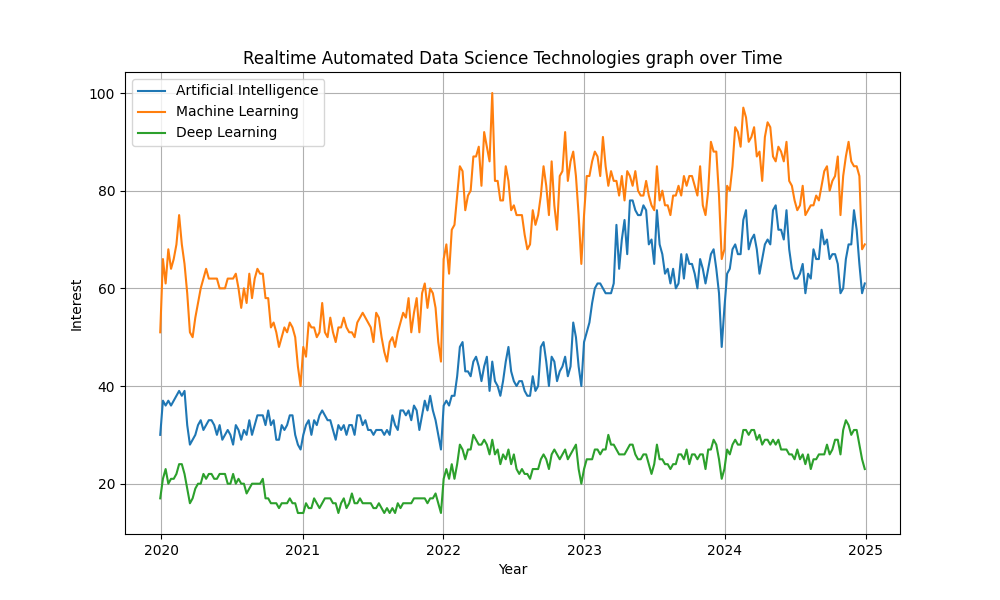 Realtime Automated Data Science Technologies graph over Time
Artificial Intelligence
Machine Learning
Deep Learning
100
80
60
40
20
Interest
2020 2021 2022 2023 2024 2025
Year